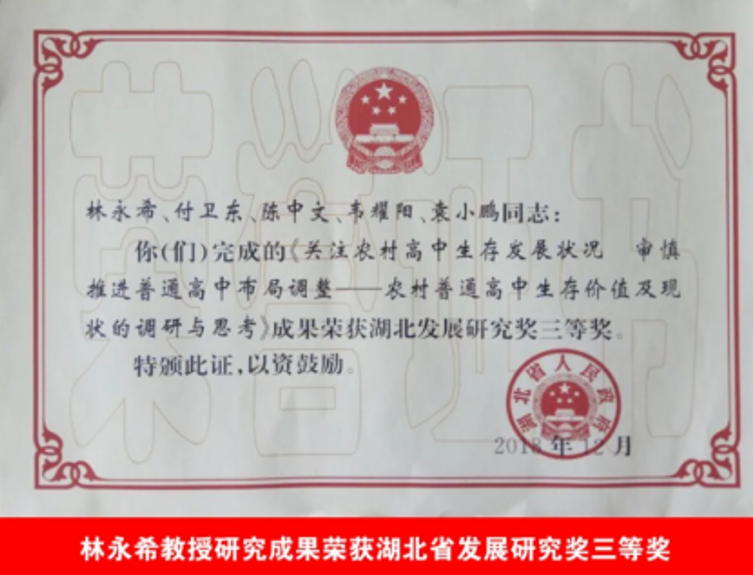 荣誉证书
林永希、付卫东、陈中文、韦耀阳、袁小鹏同志：
你(们)完成的《关注农村高中生存发展状况 审慎
推进普通高中布局调整——农村普通高中生存价值及现
状的调研与思考》成果荣获湖北发展研究奖三等奖。
特颁此证，以资鼓励。
湖北省人民政府
2018年12月
林永希教授研究成果荣获湖北省发展研究奖三等奖